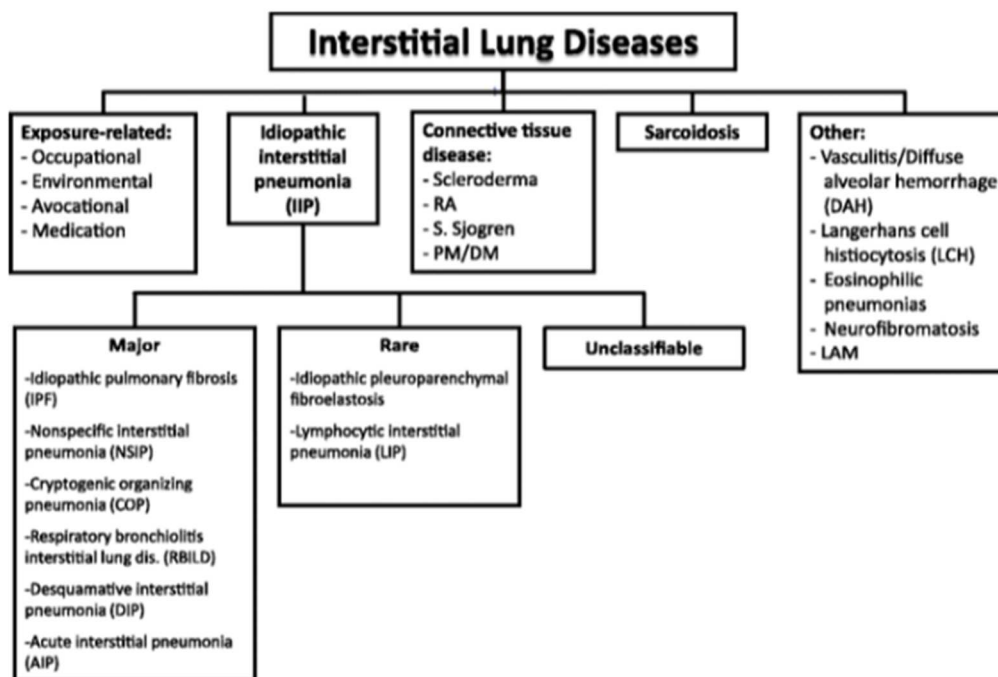 Interstitial Lung Diseases
Exposure-related:
- Occupational
- Environmental
- Avocational
- Medication
Idiopathic
interstitial
pneumonia
(IIP)
Connective tissue
disease:
- Scleroderma
- RA
- S. Sjogren
- PM/DM
Sarcoidosis
Other:
- Vasculitis/Diffuse
alveolar hemorrhage
(DAH)
- Langerhans cell
histiocytosis (LCH)
- Eosinophilic
pneumonias
- Neurofibromatosis
- LAM
Major
-Idiopathic pulmonary fibrosis
(IPF)
-Nonspecific interstitial
pneumonia (NSIP)
-Cryptogenic organizing
pneumonia (COP)
-Respiratory bronchiolitis
interstitial lung dis. (RBILD)
-Desquamative interstitial
pneumonia (DIP)
-Acute interstitial pneumonia
(AIP)
Rare
-Idiopathic pleuroparenchymal
fibroelastosis
-Lymphocytic interstitial
pneumonia (LIP)
Unclassifiable